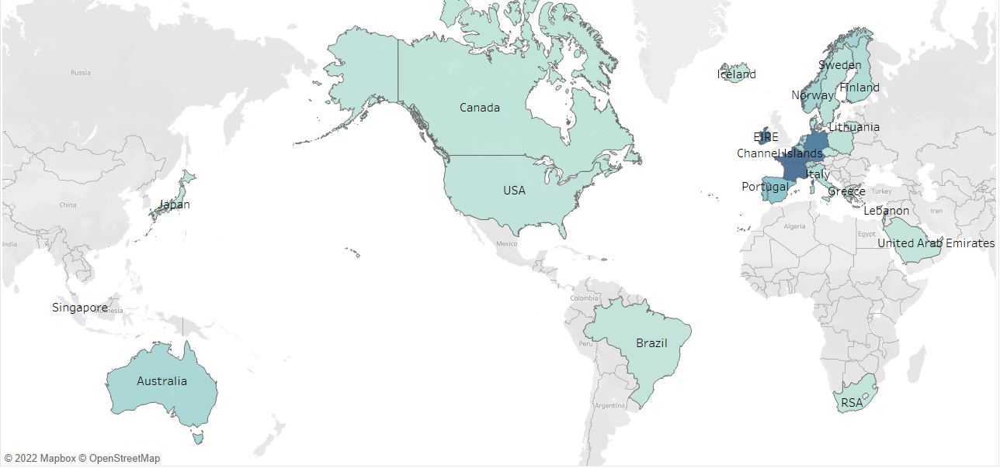 Russia
Iceland
Sweden
Finland
Norway
Canada
Lithuania
EIRE
Channel Islands
Italy
Portugal
USA
Greece
Turkey
China
Japan
Lebanon
Iran
Algeria
Egypt
India
Mexico
United Arab Emirates
Colombia
Singapore
Peru
Brazil
Australia
RSA
Argentina
© 2022 Mapbox © OpenStreetMap